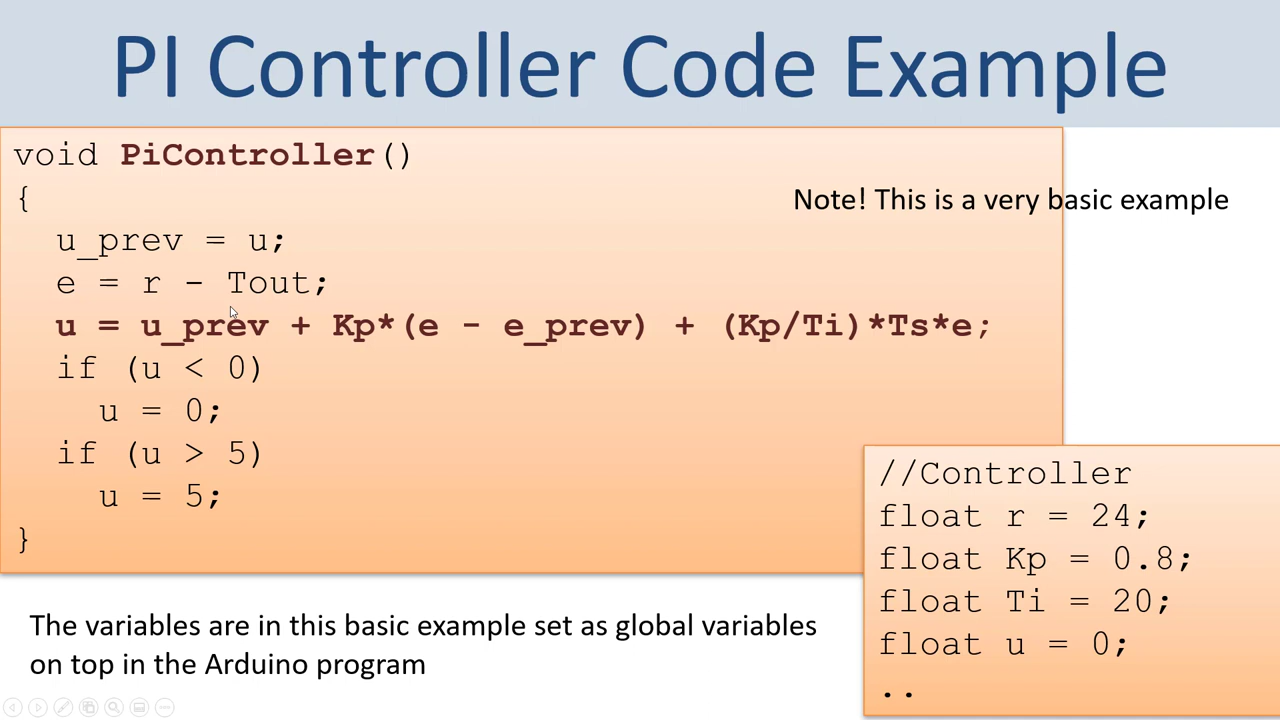 PI Controller Code Example
void PiController()
{
Note! This is a very basic example
u_prev = u;
e = r - Tout;
u = u_prev + Kp*(e - e_prev) + (Kp/Ti)*Ts*e;
if (u < 0)
u = 0;
if (u > 5)
u = 5;
}
//Controller
float r = 24;
float Kp = 0.8;
float Ti = 20;
float u = 0;
..
The variables are in this basic example set as global variables
on top in the Arduino program